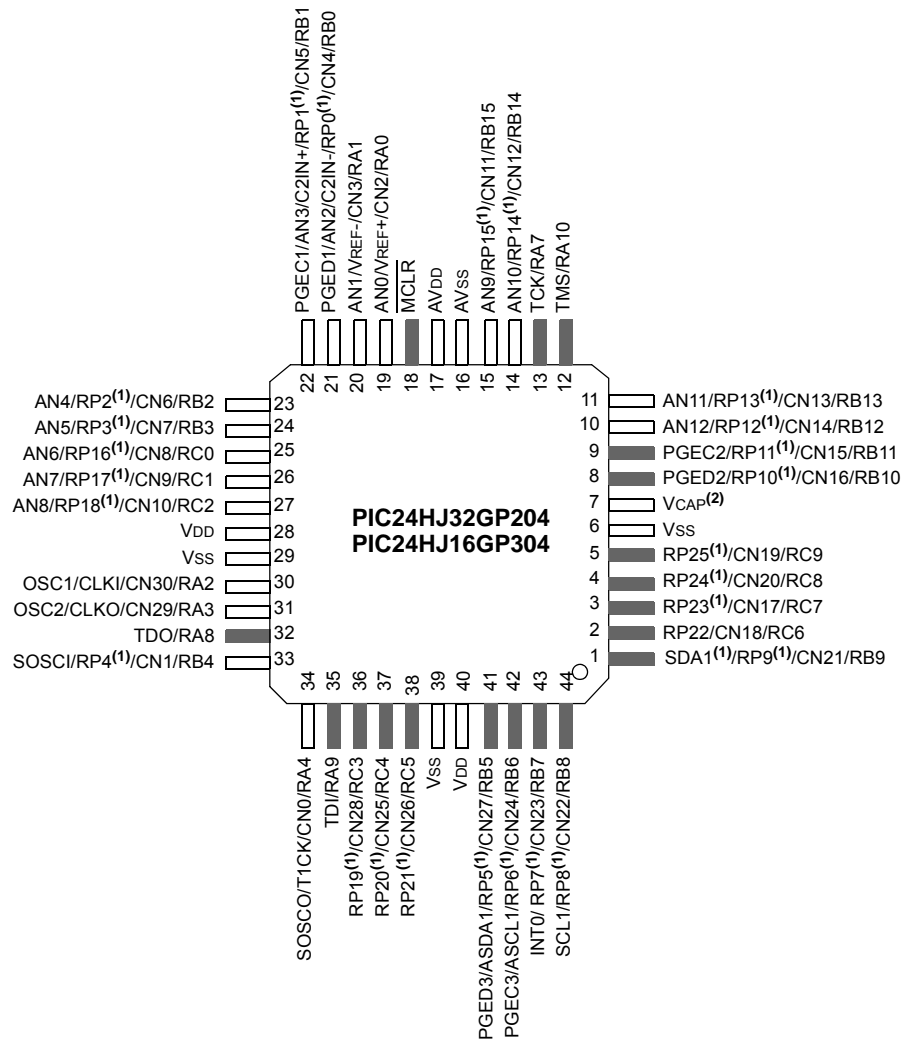 PGEC1/AN3/C2IN+/RP1(1)/CN5/RB1
PGED1/AN2/C2IN-/RP0(1)/CN4/RB0
AN1/VREF-/CN3/RA1
AN0/VREF+/CN2/RA0
MCLR
AVDD
AVSS
AN9/RP15(1)/CN11/RB15
AN10/RP14(1)/CN12/RB14
TCK/RA7
TMS/RA10
22
21
20
19
18
17
16
15
14
13
12
AN4/RP2(1)/CN6/RB2 23
AN5/RP3(1)/CN7/RB3 24
AN6/RP16(1)/CN8/RC0 25
AN7/RP17(1)/CN9/RC1 26
AN8/RP18(1)/CN10/RC2 27
VDD 28
VSS 29
OSC1/CLKI/CN30/RA2 30
OSC2/CLKO/CN29/RA3 31
TDO/RA8 32
SOSCI/RP4(1)/CN1/RB4 33
PIC24HJ32GP204
PIC24HJ16GP304
11 AN11/RP13(1)/CN13/RB13
10 AN12/RP12(1)/CN14/RB12
9 PGEC2/RP11(1)/CN15/RB11
8 PGED2/RP10(1)/CN16/RB10
7 VCAP(2)
6 VSS
5 RP25(1)/CN19/RC9
4 RP24(1)/CN20/RC8
3 RP23(1)/CN17/RC7
2 RP22/CN18/RC6
1 SDA1(1)/RP9(1)/CN21/RB9
34
35
36
37
38
39
40
41
42
43
44
SOSCO/T1CK/CN0/RA4
TDI/RA9
RP19(1)/CN28/RC3
RP20(1)/CN25/RC4
RP21(1)/CN26/RC5
VSS
VDD
PGED3/ASDA1/RP5(1)/CN27/RB5
PGEC3/ASCL1/RP6(1)/CN24/RB6
INT0/ RP7(1)/CN23/RB7
SCL1/RP8(1)/CN22/RB8